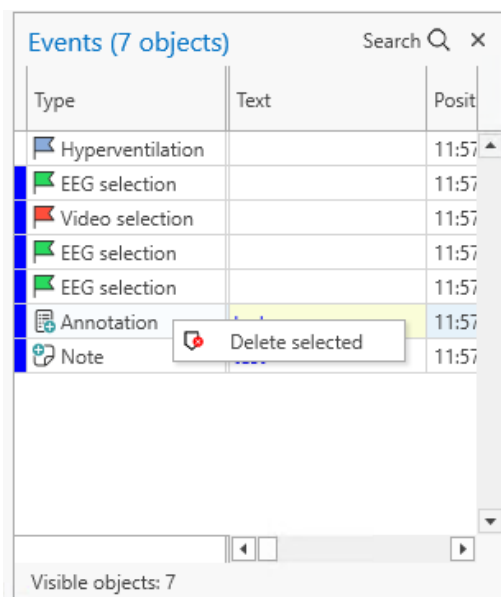 Events (7 objects) Search
Type Text Posit
Hyperventilation 11:57
EEG selection 11:57
Video selection 11:57
EEG selection 11:57
EEG selection 11:57
Annotation 11:57
Delete selected
Note 11:57
Visible objects: 7